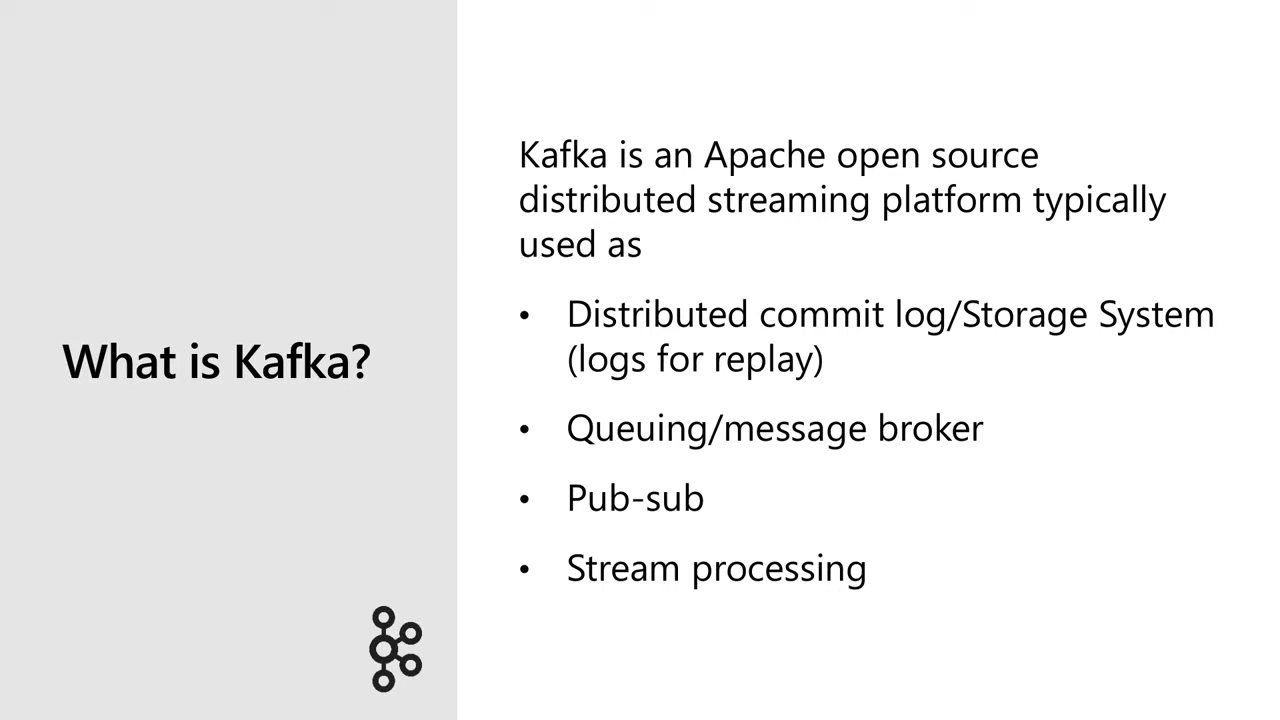 What is Kafka?
Kafka is an Apache open source
distributed streaming platform typically
used as
• Distributed commit log/Storage System
(logs for replay)
• Queuing/message broker
• Pub-sub
• Stream processing